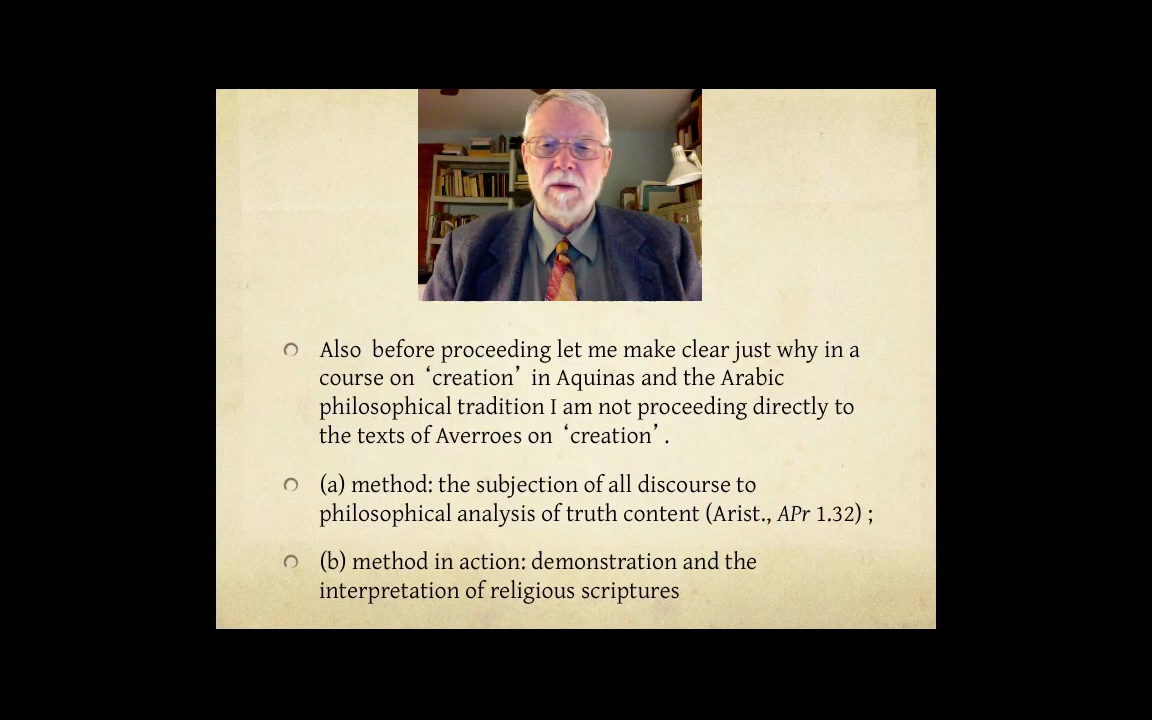 Also before proceeding let me make clear just why in a
course on ‘creation’ in Aquinas and the Arabic
philosophical tradition I am not proceeding directly to
the texts of Averroes on ‘creation’.
(a) method: the subjection of all discourse to
philosophical analysis of truth content (Arist., APr 1.32) ;
(b) method in action: demonstration and the
interpretation of religious scriptures